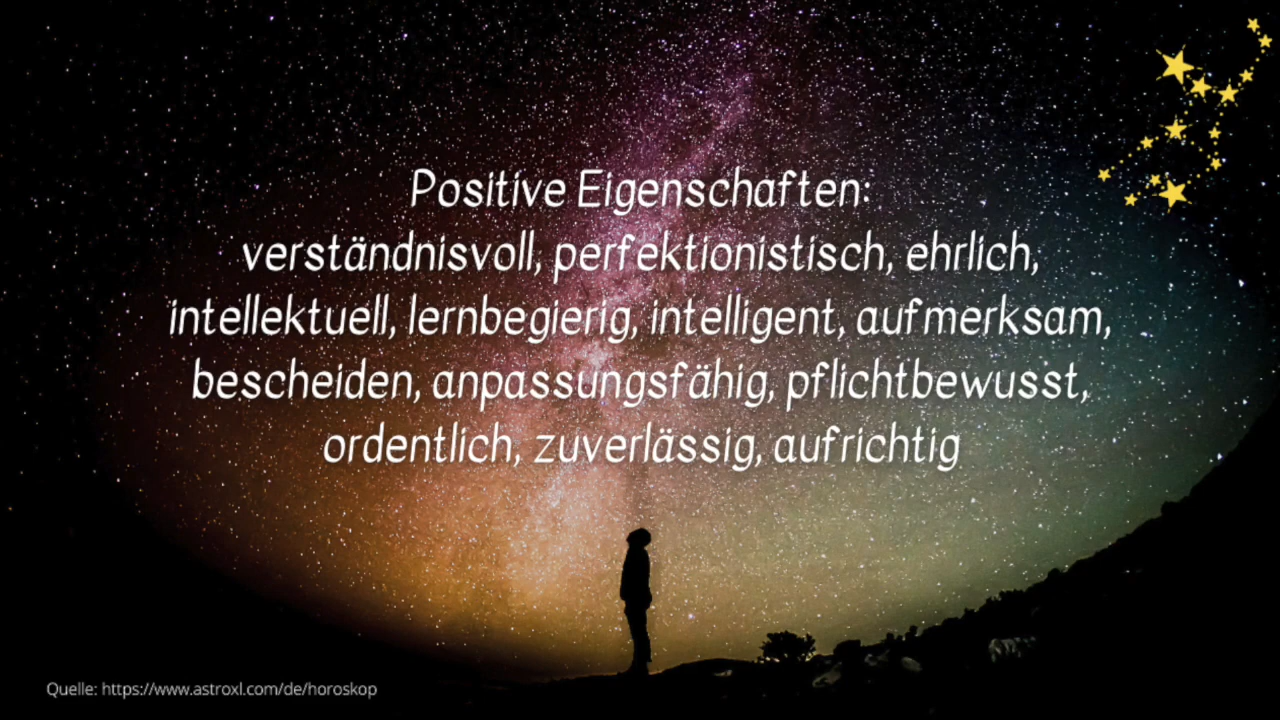 Positive Eigenschaften:
verständnisvoll, perfektionistisch, ehrlich,
intellektuell, lernbegierig, intelligent, aufmerksam,
bescheiden, anpassungsfähig, pflichtbewusst,
ordentlich, zuverlässig, aufrichtig
Quelle: https://www.astroxl.com/de/horoskop